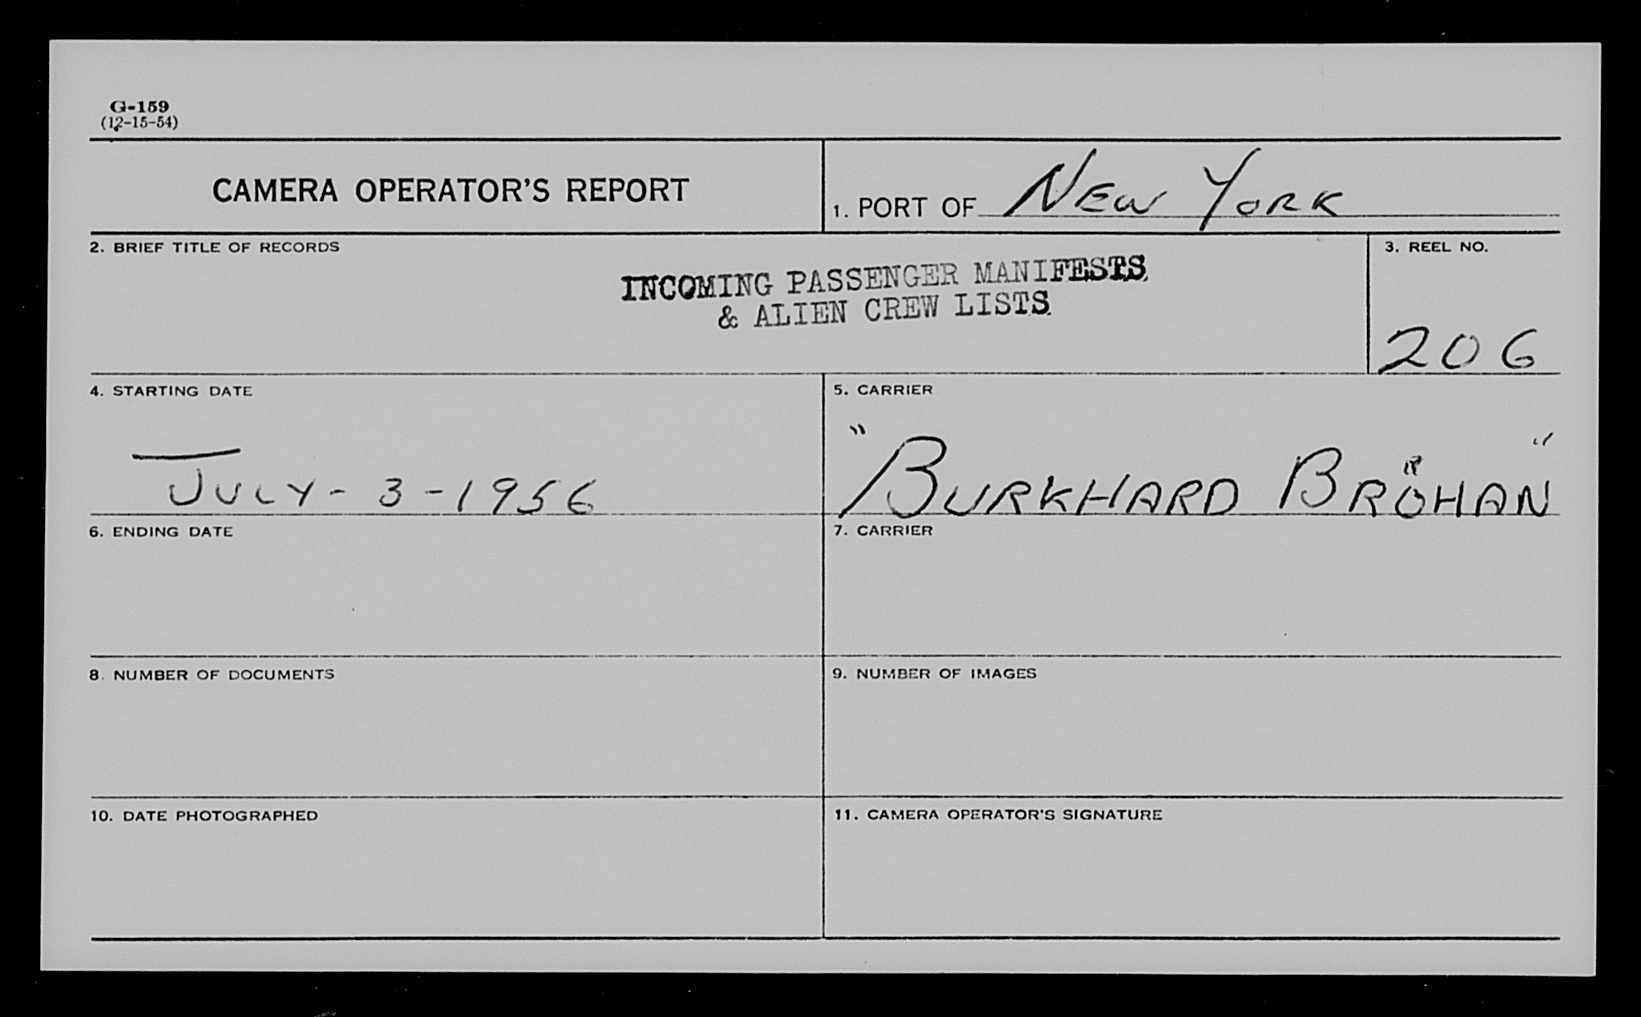 G-159
(12-15-54)
CAMERA OPERATOR'S REPORT
1. PORT OF NEW YORK
2. BRIEF TITLE OF RECORDS
INCOMING PASSENGER MANIFESTS
& ALIEN CREW LISTS.
3. REEL NO.
206
4. STARTING DATE
JULY - 3 - 1956
5. CARRIER
"BURKHARD BRÖHAN"
6. ENDING DATE
7. CARRIER
8. NUMBER OF DOCUMENTS
9. NUMBER OF IMAGES
10. DATE PHOTOGRAPHED
11. CAMERA OPERATOR'S SIGNATURE